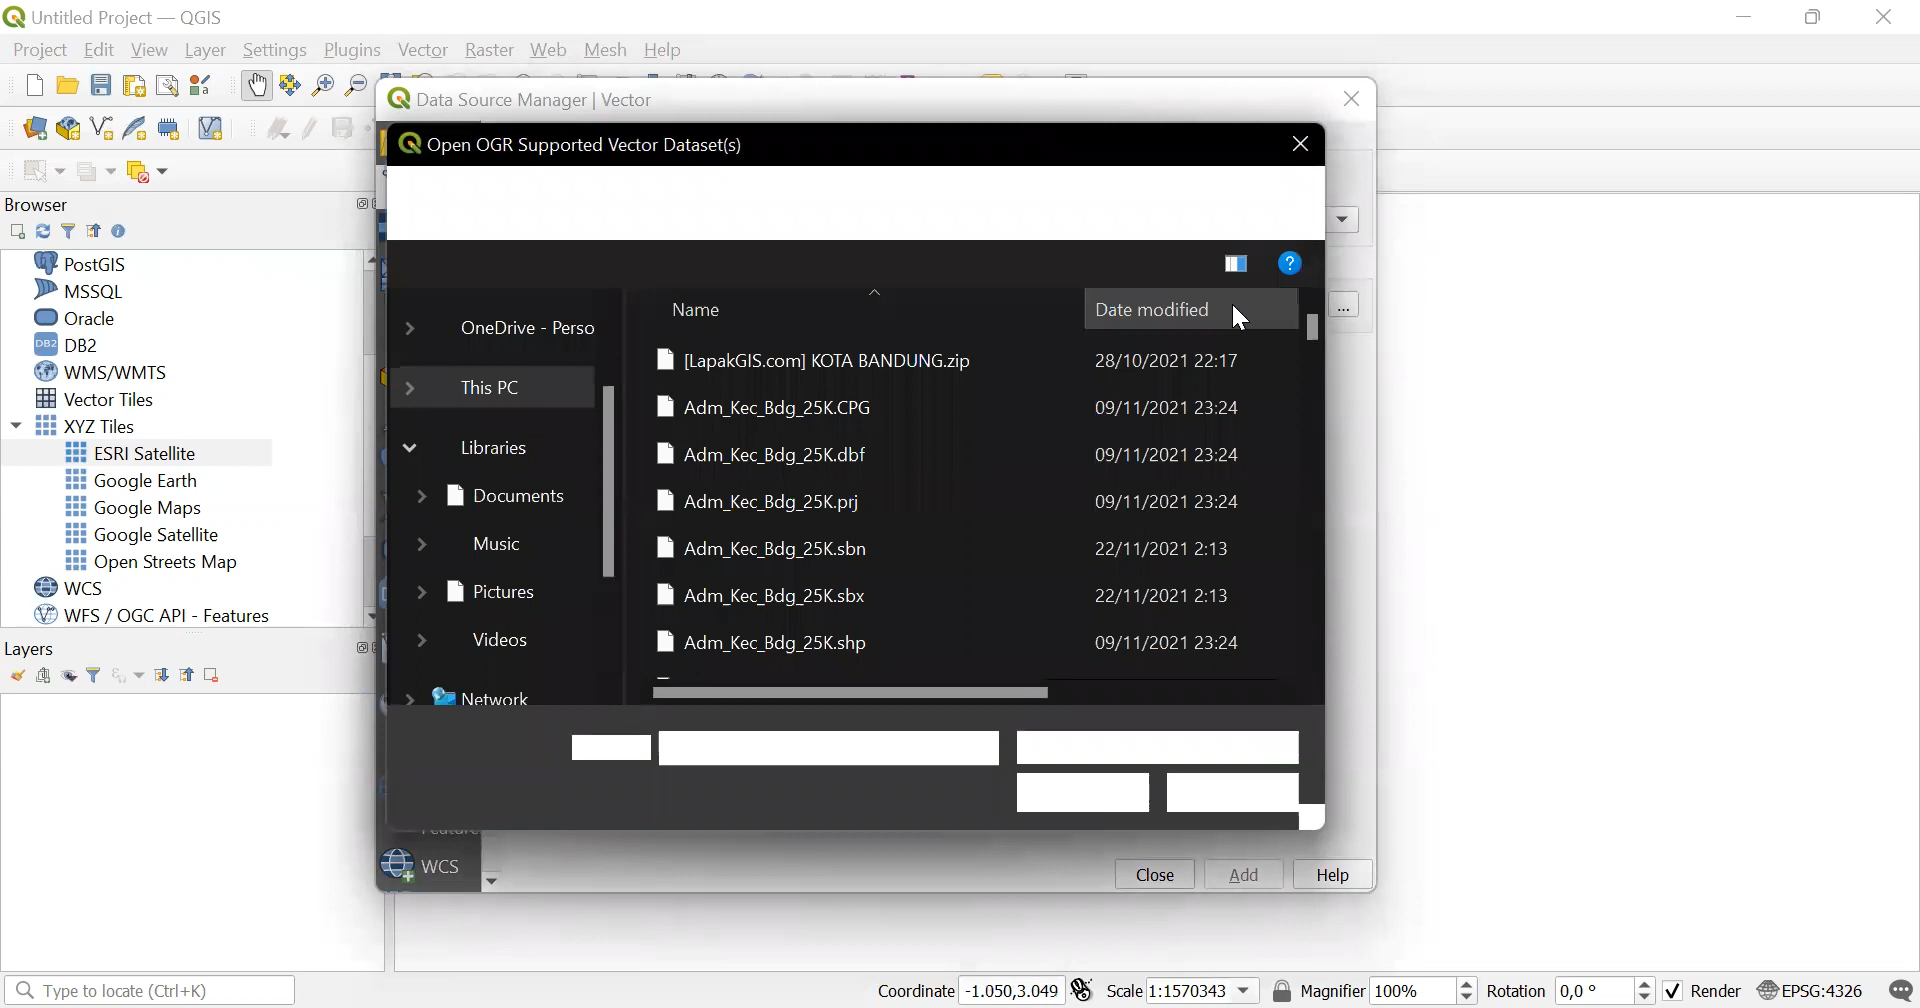 Untitled Project — QGIS
Project Edit View Layer Settings Plugins Vector Raster Web Mesh Help
Data Source Manager | Vector
Open OGR Supported Vector Dataset(s)
Browser
PostGIS
MSSQL
Oracle
DB2
WMS/WMTS
Vector Tiles
XYZ Tiles
ESRI Satellite
Google Earth
Google Maps
Google Satellite
Open Streets Map
WCS
WFS / OGC API - Features
Layers
OneDrive - Perso
This PC
Libraries
Documents
Music
Pictures
Videos
Network
Name Date modified
[LapakGIS.com] KOTA BANDUNG.zip 28/10/2021 22:17
Adm_Kec_Bdg_25K.CPG 09/11/2021 23:24
Adm_Kec_Bdg_25K.dbf 09/11/2021 23:24
Adm_Kec_Bdg_25K.prj 09/11/2021 23:24
Adm_Kec_Bdg_25K.sbn 22/11/2021 2:13
Adm_Kec_Bdg_25K.sbx 22/11/2021 2:13
Adm_Kec_Bdg_25K.shp 09/11/2021 23:24
WCS
Close Add Help
Type to locate (Ctrl+K) Coordinate -1.050,3.049 Scale 1:1570343 Magnifier 100% Rotation 0,0 ° Render EPSG:4326